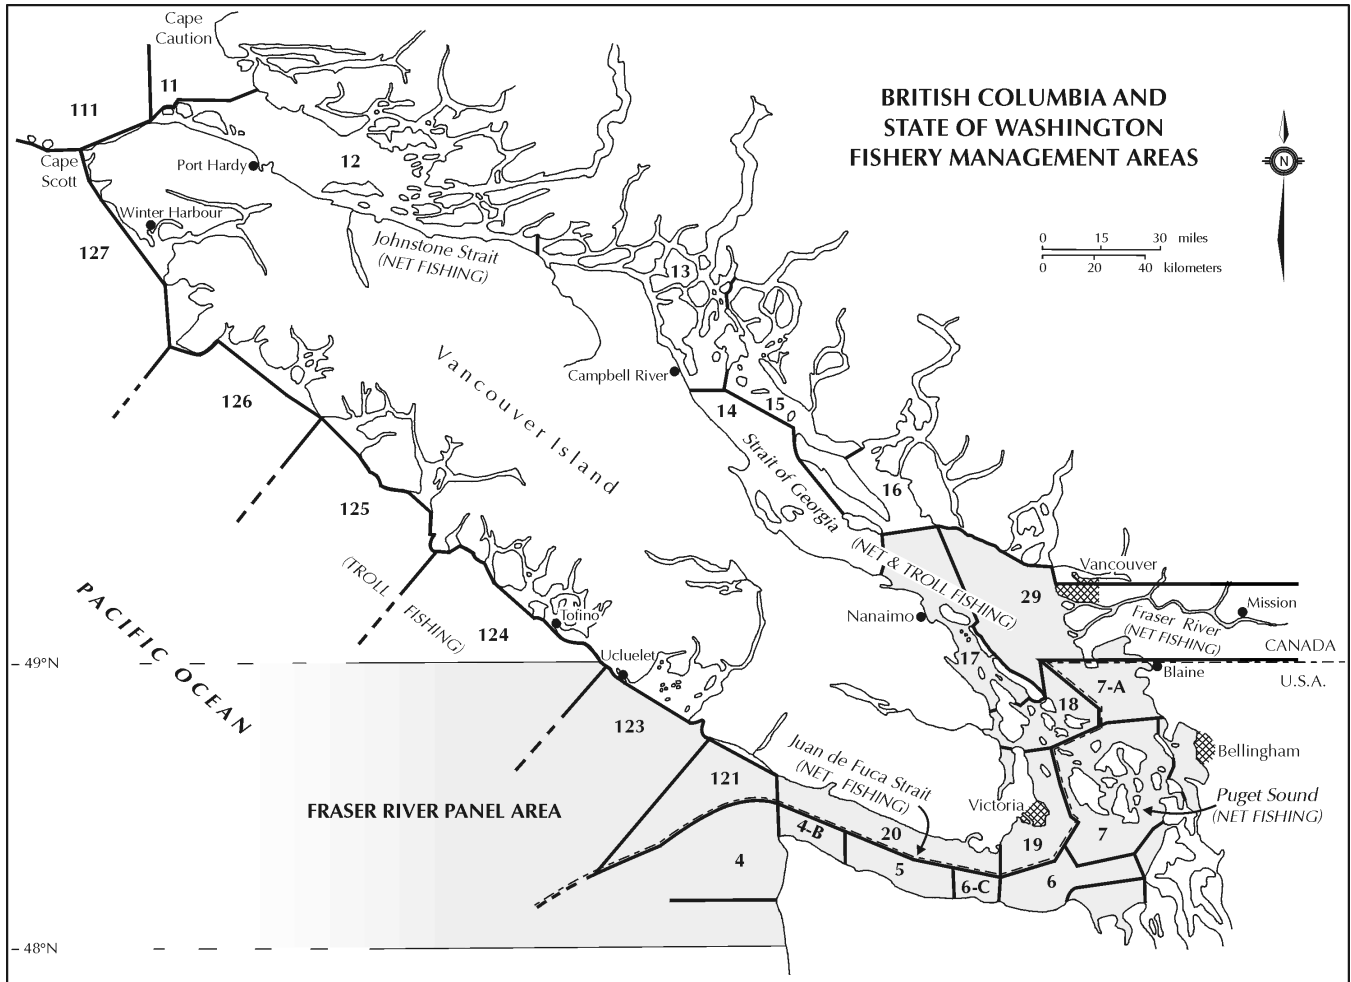 Cape
Caution
BRITISH COLUMBIA AND
STATE OF WASHINGTON
FISHERY MANAGEMENT AREAS
N
0 15 30 miles
0 20 40 kilometers
111
11
Cape
Scott
Port Hardy
12
Winter Harbour
127
Johnstone Strait
(NET FISHING)
13
Campbell River
Vancouver Island
126
14
15
Strait of Georgia
(NET & TROLL FISHING)
16
125
(TROLL FISHING)
PACIFIC OCEAN
124
Tofino
Ucluelet
Nanaimo
29
17
Vancouver
Mission
Fraser River
(NET FISHING)
CANADA
U.S.A.
49°N
Blaine
7-A
18
123
121
Juan de Fuca Strait
(NET FISHING)
Bellingham
Puget Sound
(NET FISHING)
Victoria
FRASER RIVER PANEL AREA
4-B
20
19
7
4
5
6-C
6
48°N